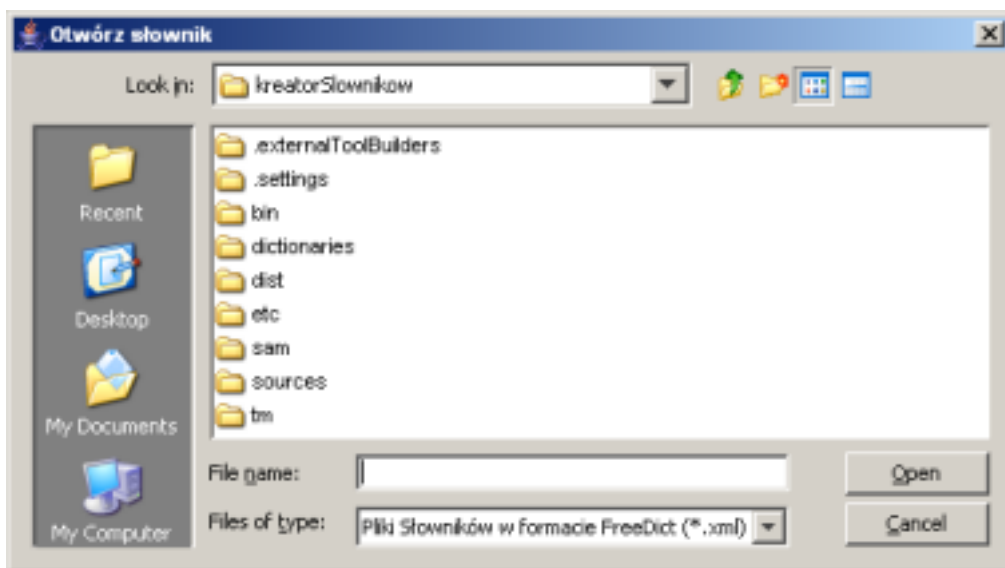 Otwórz słownik
Look in:
kreatorSlownikow
Recent
Desktop
My Documents
My Computer
.externalToolBuilders
.settings
bin
dictionaries
dist
etc
sam
sources
tm
File name:
Open
Files of type:
Pliki Słowników w formacie FreeDict (*.xml)
Cancel